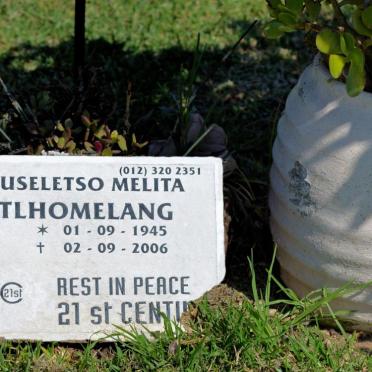 (012) 320 2351
USELETSO MELITA
TLHOMELANG
✶ 01 - 09 - 1945
✝ 02 - 09 - 2006
21st
REST IN PEACE
21 st CENTU